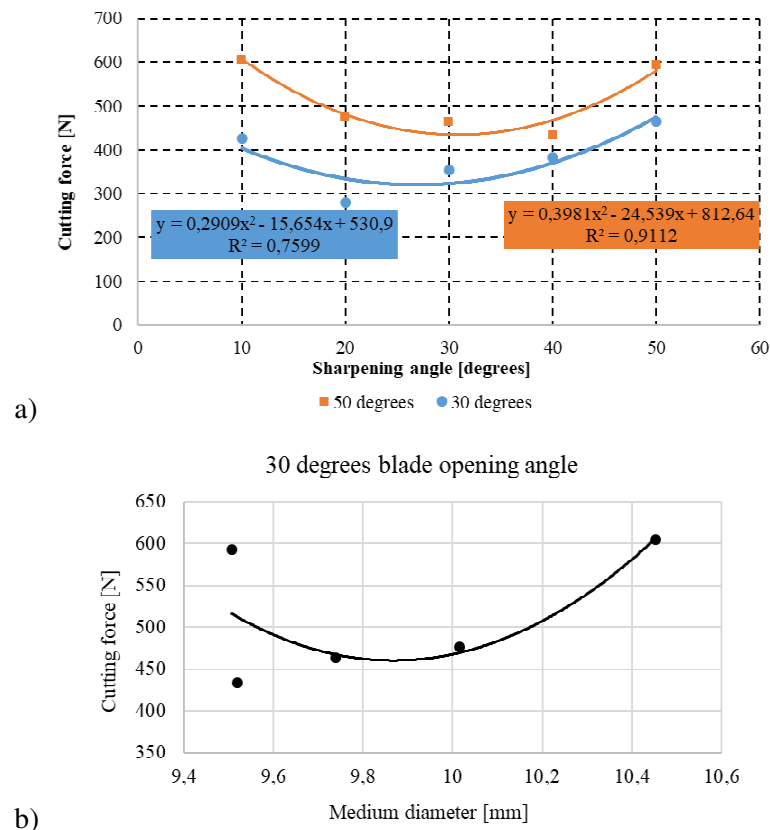 700
600
500
400
300
200
100
0
Cutting force [N]
y = 0,2909x² - 15,654x + 530,9
R² = 0,7599
y = 0,3981x² - 24,539x + 812,64
R² = 0,9112
0 10 20 30 40 50 60
Sharpening angle [degrees]
50 degrees 30 degrees
a)
30 degrees blade opening angle
650
600
550
500
450
400
350
Cutting force [N]
9,4 9,6 9,8 10 10,2 10,4 10,6
Medium diameter [mm]
b)